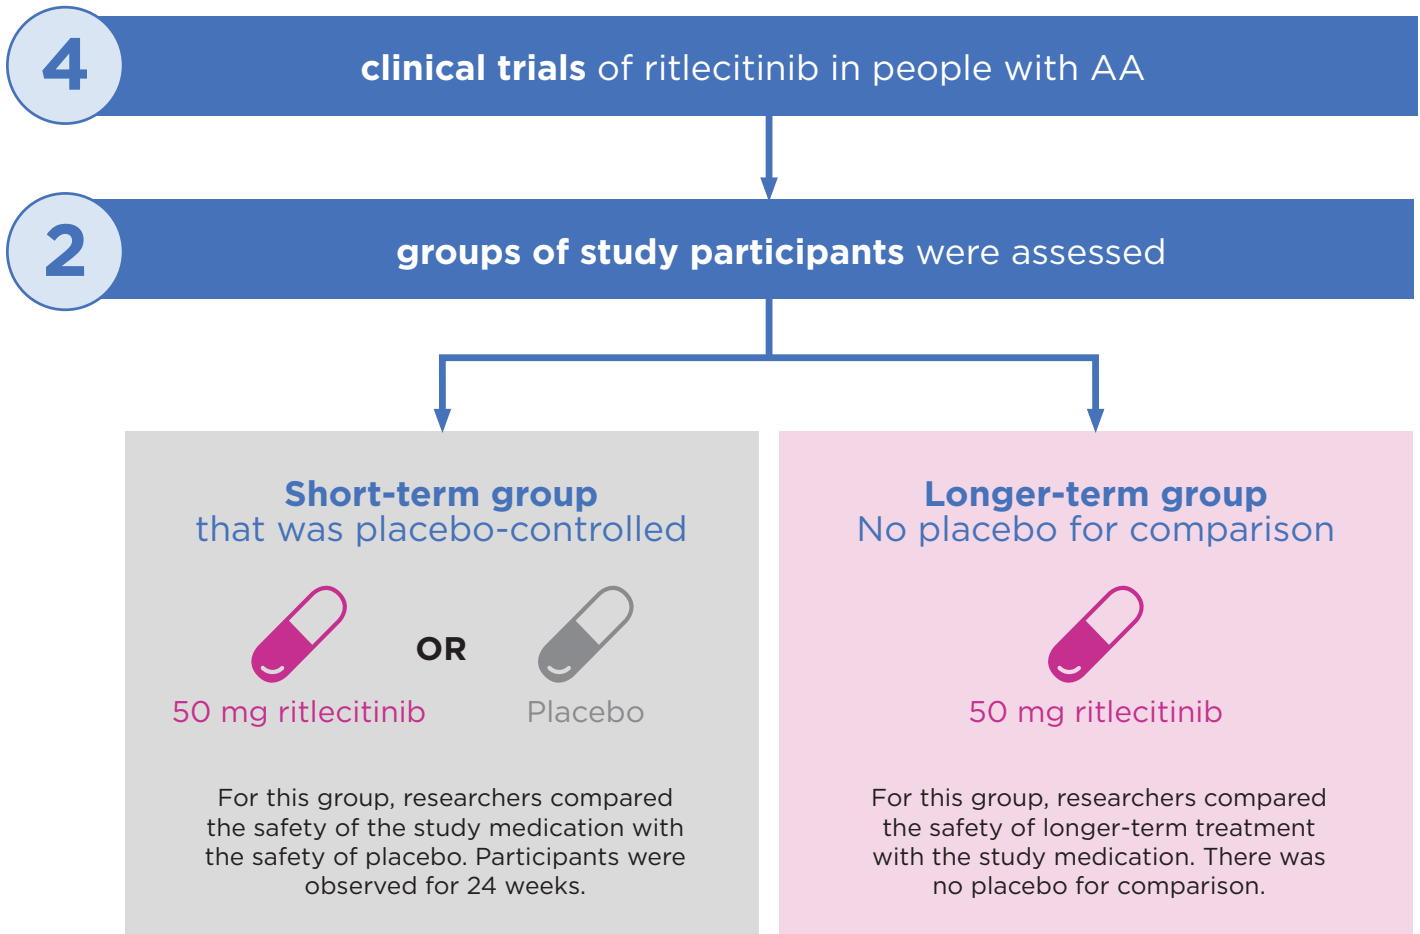 4
clinical trials of ritlecitinib in people with AA
2
groups of study participants were assessed
Short-term group
that was placebo-controlled
50 mg ritlecitinib
OR
Placebo
For this group, researchers compared
the safety of the study medication with
the safety of placebo. Participants were
observed for 24 weeks.
Longer-term group
No placebo for comparison
50 mg ritlecitinib
For this group, researchers compared
the safety of longer-term treatment
with the study medication. There was
no placebo for comparison.